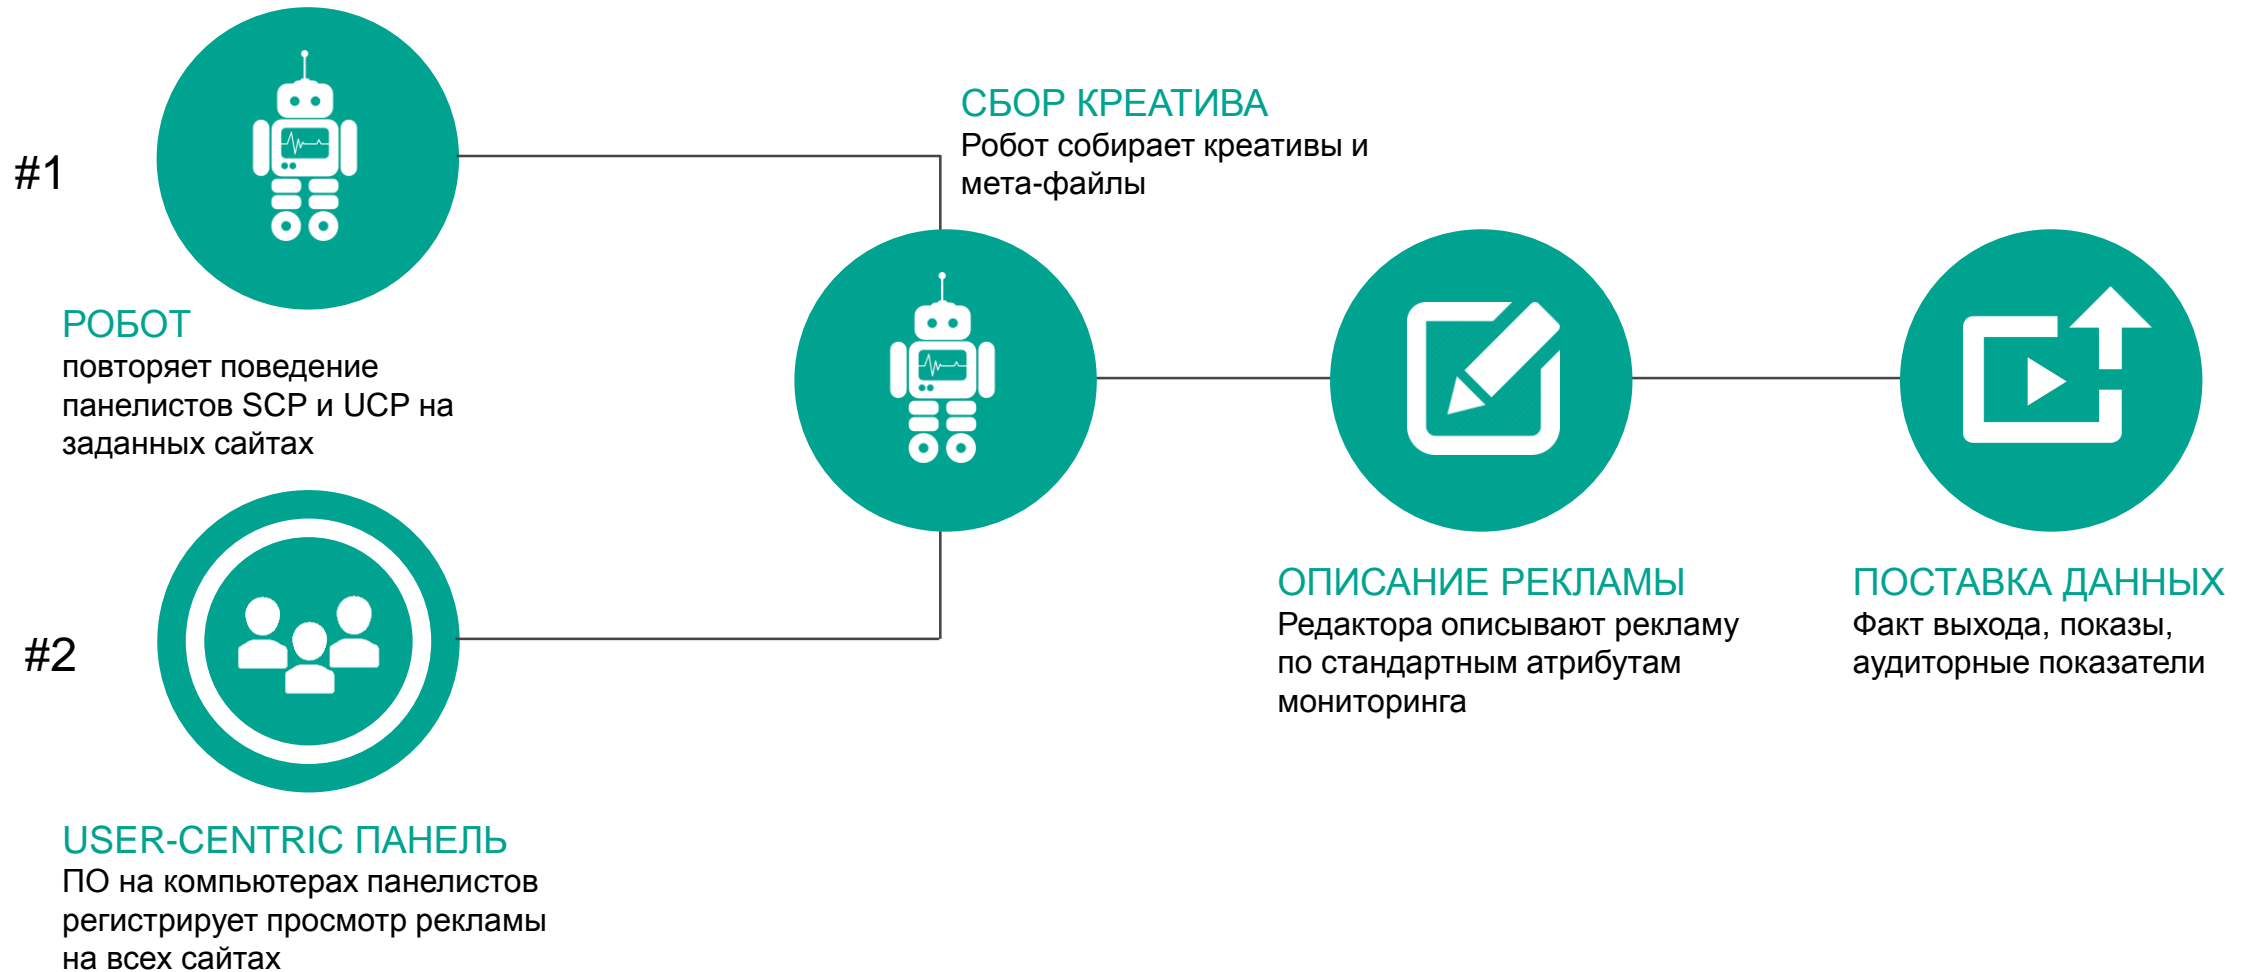 #1
РОБОТ
повторяет поведение
панелистов SCP и UCP на
заданных сайтах
#2
USER-CENTRIC ПАНЕЛЬ
ПО на компьютерах панелистов
регистрирует просмотр рекламы
на всех сайтах
СБОР КРЕАТИВА
Робот собирает креативы и
мета-файлы
ОПИСАНИЕ РЕКЛАМЫ
Редактора описывают рекламу
по стандартным атрибутам
мониторинга
ПОСТАВКА ДАННЫХ
Факт выхода, показы,
аудиторные показатели